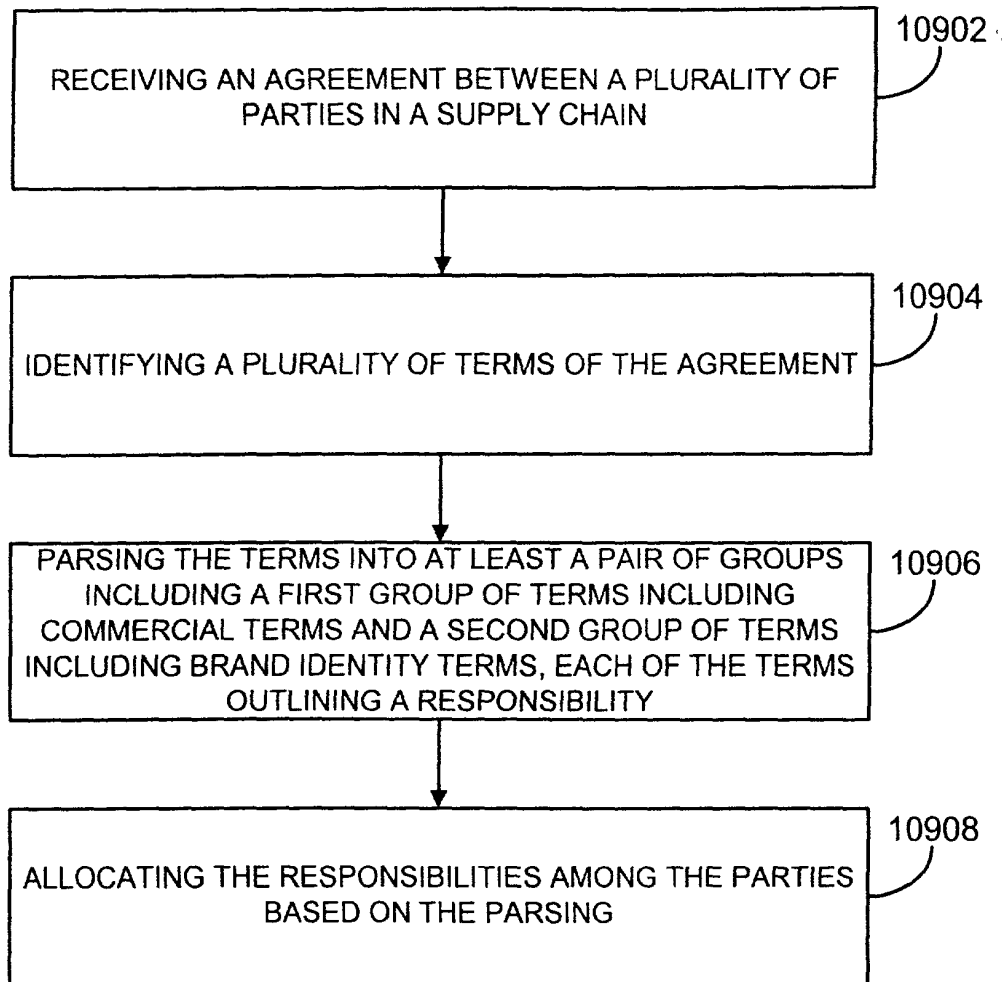 10902
RECEIVING AN AGREEMENT BETWEEN A PLURALITY OF
PARTIES IN A SUPPLY CHAIN
10904
IDENTIFYING A PLURALITY OF TERMS OF THE AGREEMENT
10906
PARSING THE TERMS INTO AT LEAST A PAIR OF GROUPS
INCLUDING A FIRST GROUP OF TERMS INCLUDING
COMMERCIAL TERMS AND A SECOND GROUP OF TERMS
INCLUDING BRAND IDENTITY TERMS, EACH OF THE TERMS
OUTLINING A RESPONSIBILITY
10908
ALLOCATING THE RESPONSIBILITIES AMONG THE PARTIES
BASED ON THE PARSING